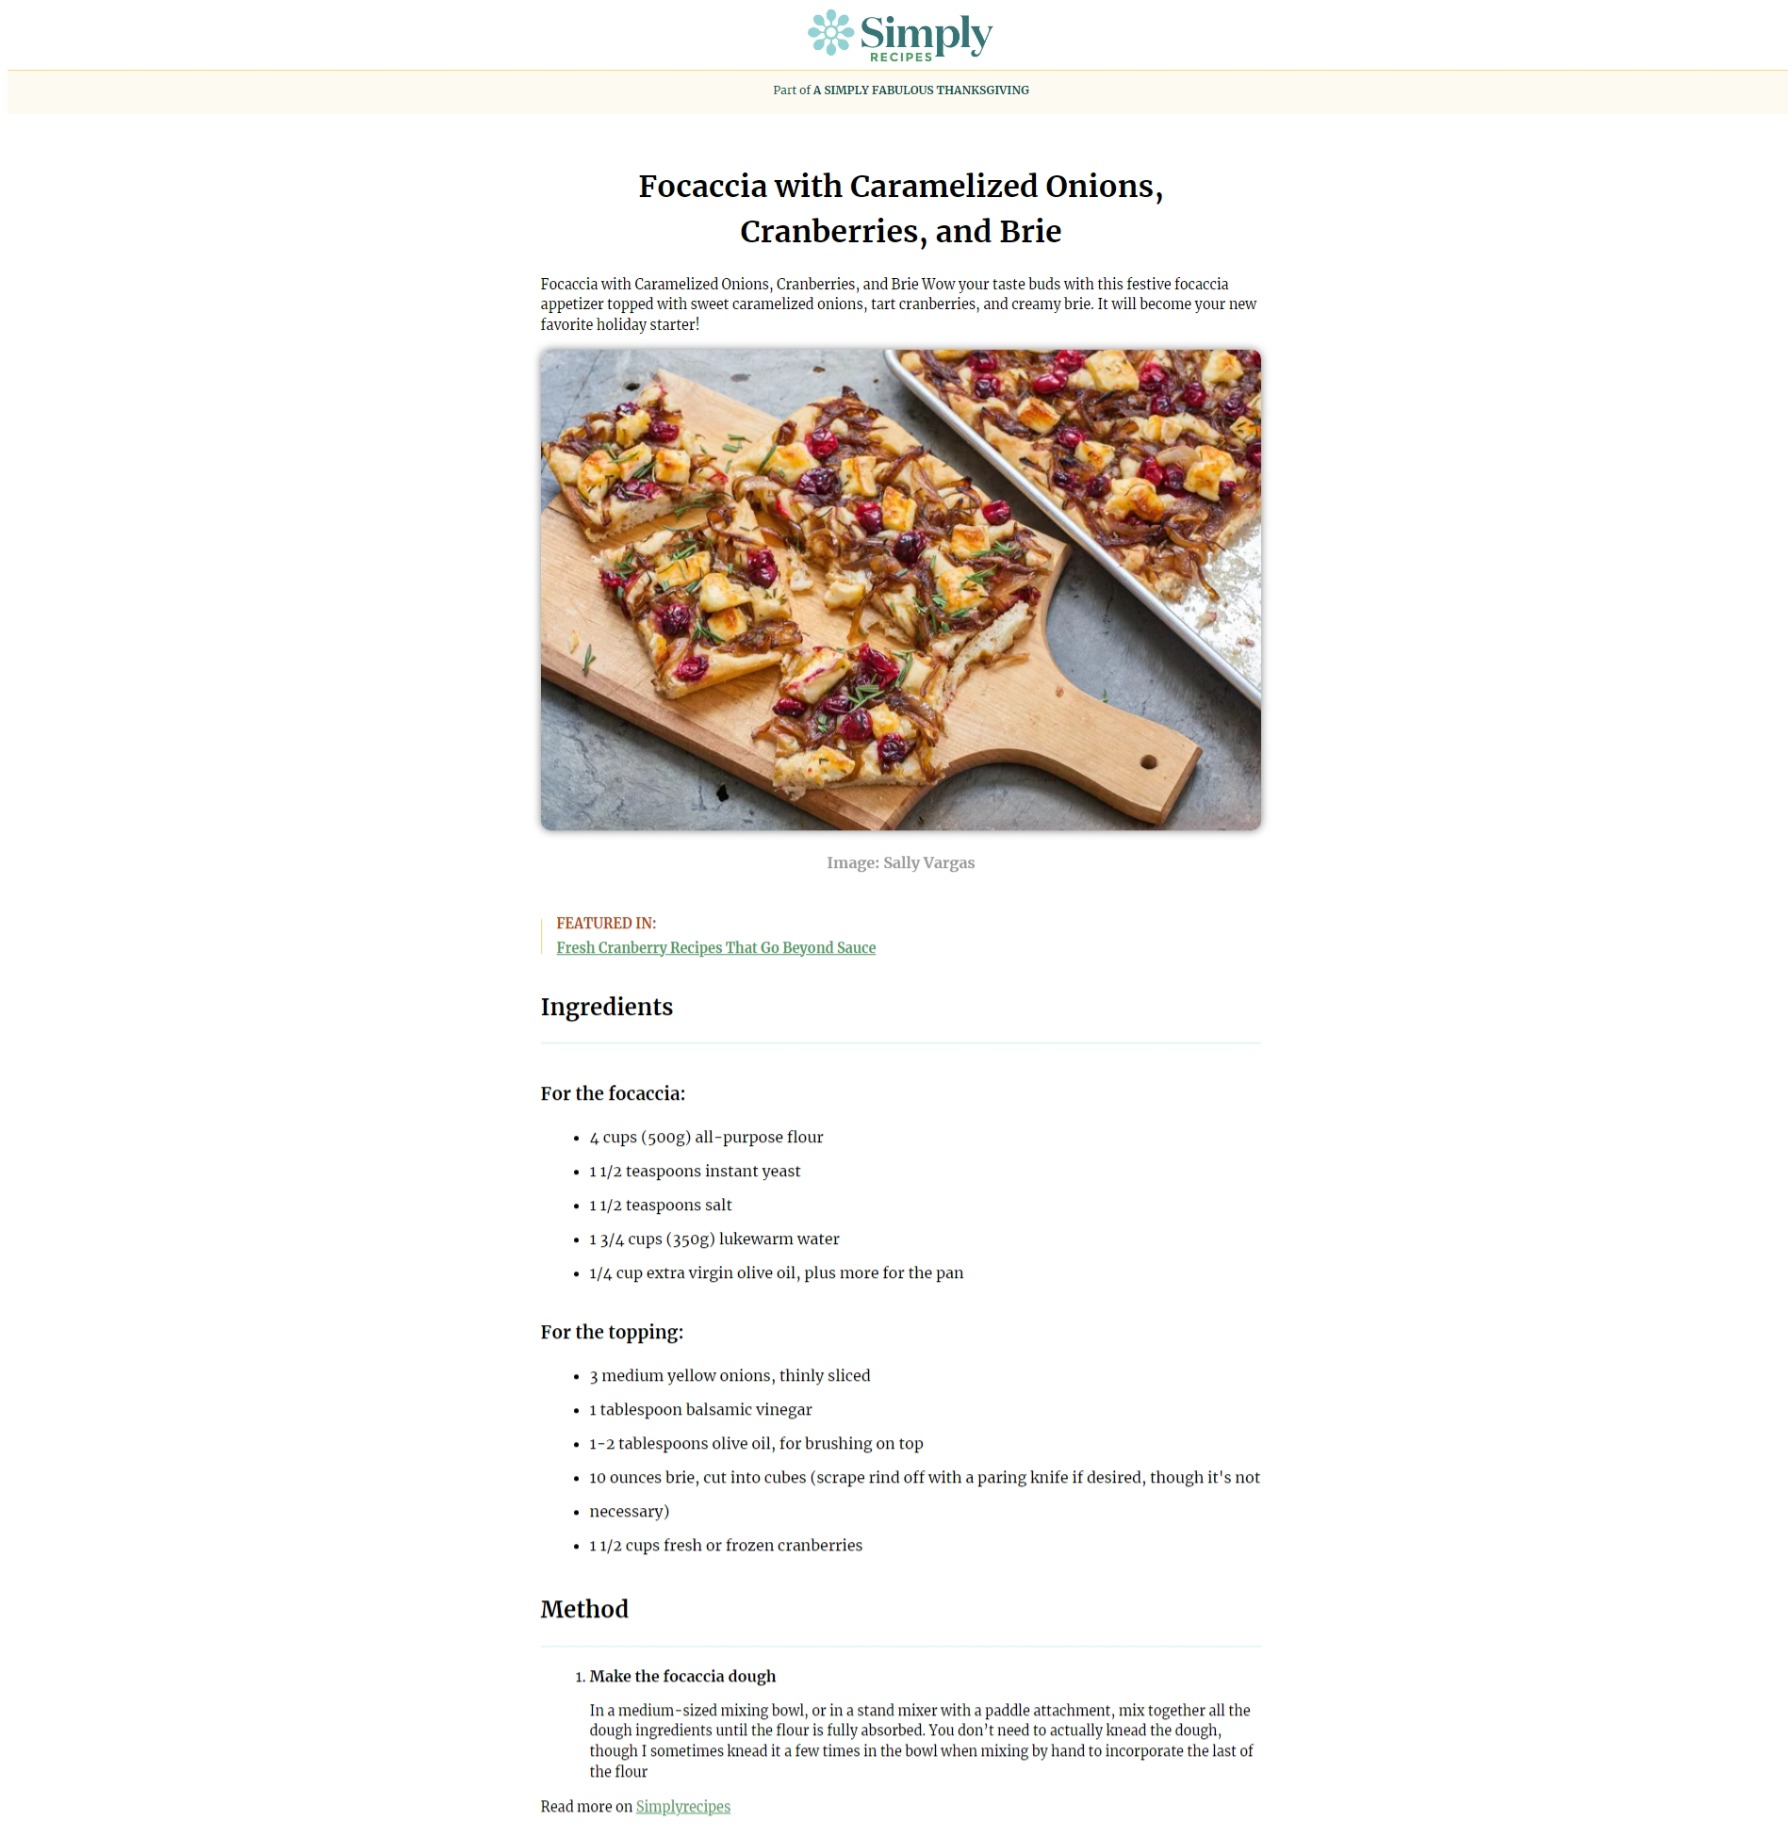 Simply
RECIPES
Part of A SIMPLY FABULOUS THANKSGIVING
Focaccia with Caramelized Onions,
Cranberries, and Brie
Focaccia with Caramelized Onions, Cranberries, and Brie Wow your taste buds with this festive focaccia
appetizer topped with sweet caramelized onions, tart cranberries, and creamy brie. It will become your new
favorite holiday starter!
Image: Sally Vargas
FEATURED IN:
Fresh Cranberry Recipes That Go Beyond Sauce
Ingredients
For the focaccia:
• 4 cups (500g) all-purpose flour
• 1 1/2 teaspoons instant yeast
• 1 1/2 teaspoons salt
• 1 3/4 cups (350g) lukewarm water
• 1/4 cup extra virgin olive oil, plus more for the pan
For the topping:
• 3 medium yellow onions, thinly sliced
• 1 tablespoon balsamic vinegar
• 1-2 tablespoons olive oil, for brushing on top
• 10 ounces brie, cut into cubes (scrape rind off with a paring knife if desired, though it's not
• necessary)
• 1 1/2 cups fresh or frozen cranberries
Method
1. Make the focaccia dough
In a medium-sized mixing bowl, or in a stand mixer with a paddle attachment, mix together all the
dough ingredients until the flour is fully absorbed. You don’t need to actually knead the dough,
though I sometimes knead it a few times in the bowl when mixing by hand to incorporate the last of
the flour
Read more on Simplyrecipes